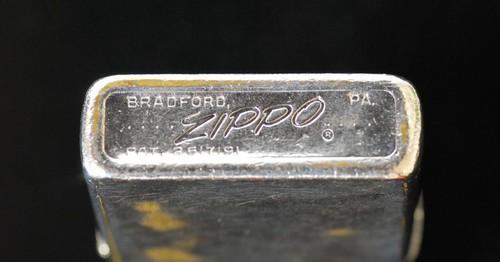 BRADFORD, PA.
ZIPPO ®
PAT. 2517191